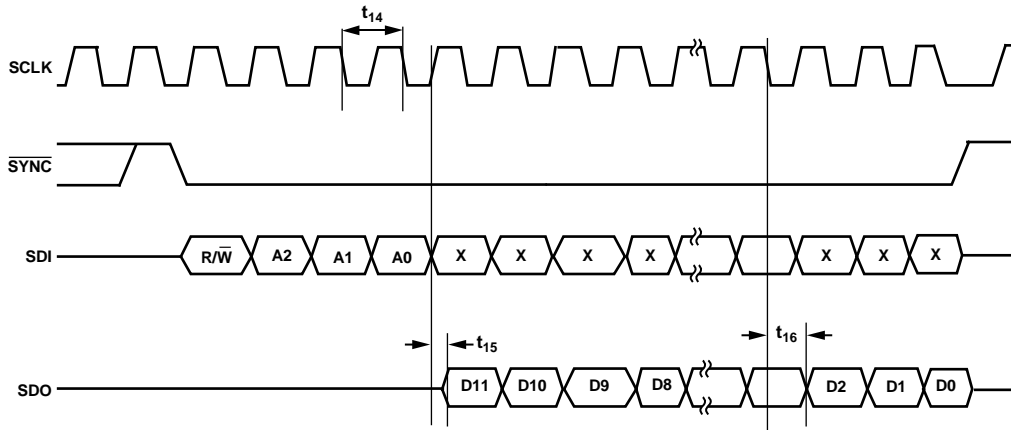 t14
SCLK
SYNC
SDI R/W A2 A1 A0 X X X X X X X
t15 t16
SDO D11 D10 D9 D8 D2 D1 D0